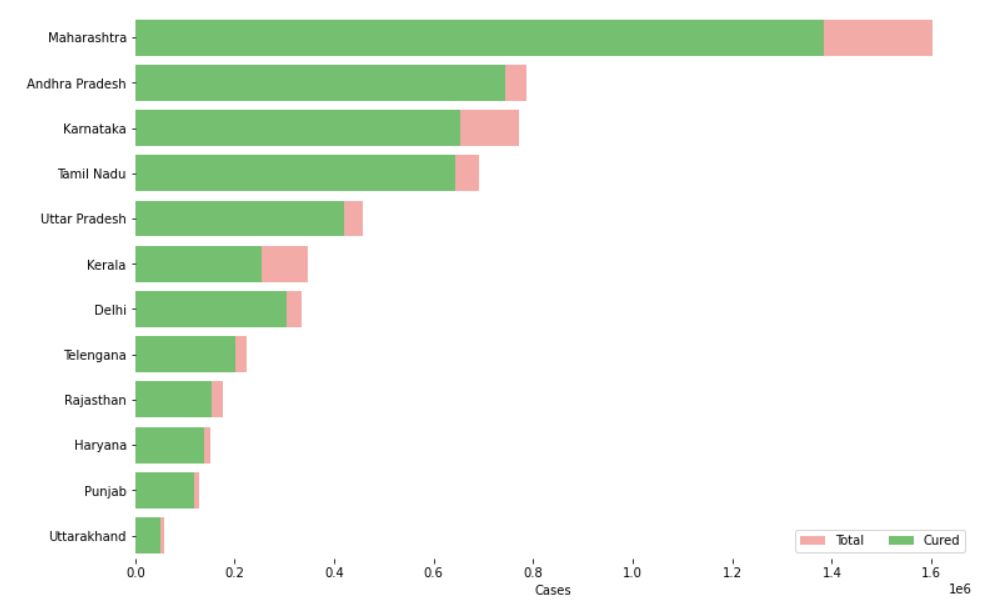 Maharashtra
Andhra Pradesh
Karnataka
Tamil Nadu
Uttar Pradesh
Kerala
Delhi
Telengana
Rajasthan
Haryana
Punjab
Uttarakhand
Total Cured
0.0 0.2 0.4 0.6 0.8 1.0 1.2 1.4 1.6
1e6
Cases